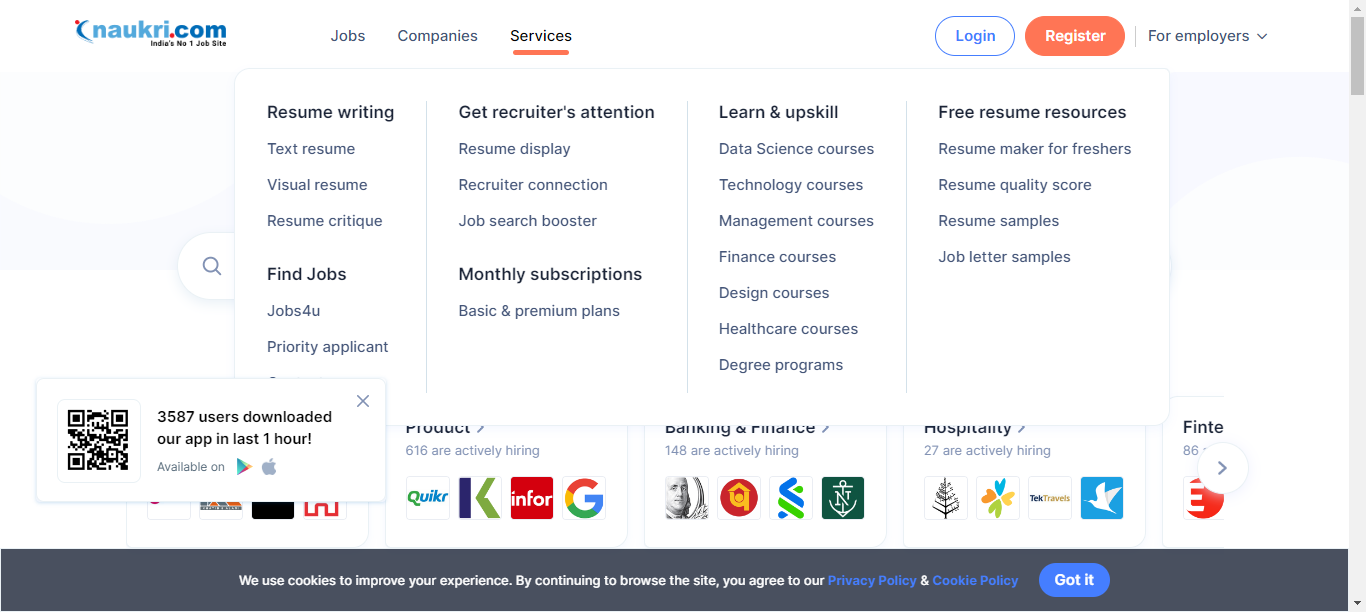 naukri.com
India's No 1 Job Site
Jobs
Companies
Services
Login
Register
For employers
Resume writing
Text resume
Visual resume
Resume critique
Find Jobs
Jobs4u
Priority applicant
Get recruiter's attention
Resume display
Recruiter connection
Job search booster
Monthly subscriptions
Basic & premium plans
Learn & upskill
Data Science courses
Technology courses
Management courses
Finance courses
Design courses
Healthcare courses
Degree programs
Free resume resources
Resume maker for freshers
Resume quality score
Resume samples
Job letter samples
3587 users downloaded
our app in last 1 hour!
Available on
Product
616 are actively hiring
Quikr
infor
Banking & Finance
148 are actively hiring
Hospitality
27 are actively hiring
TekTravels
Finte
86
We use cookies to improve your experience. By continuing to browse the site, you agree to our Privacy Policy & Cookie Policy
Got it